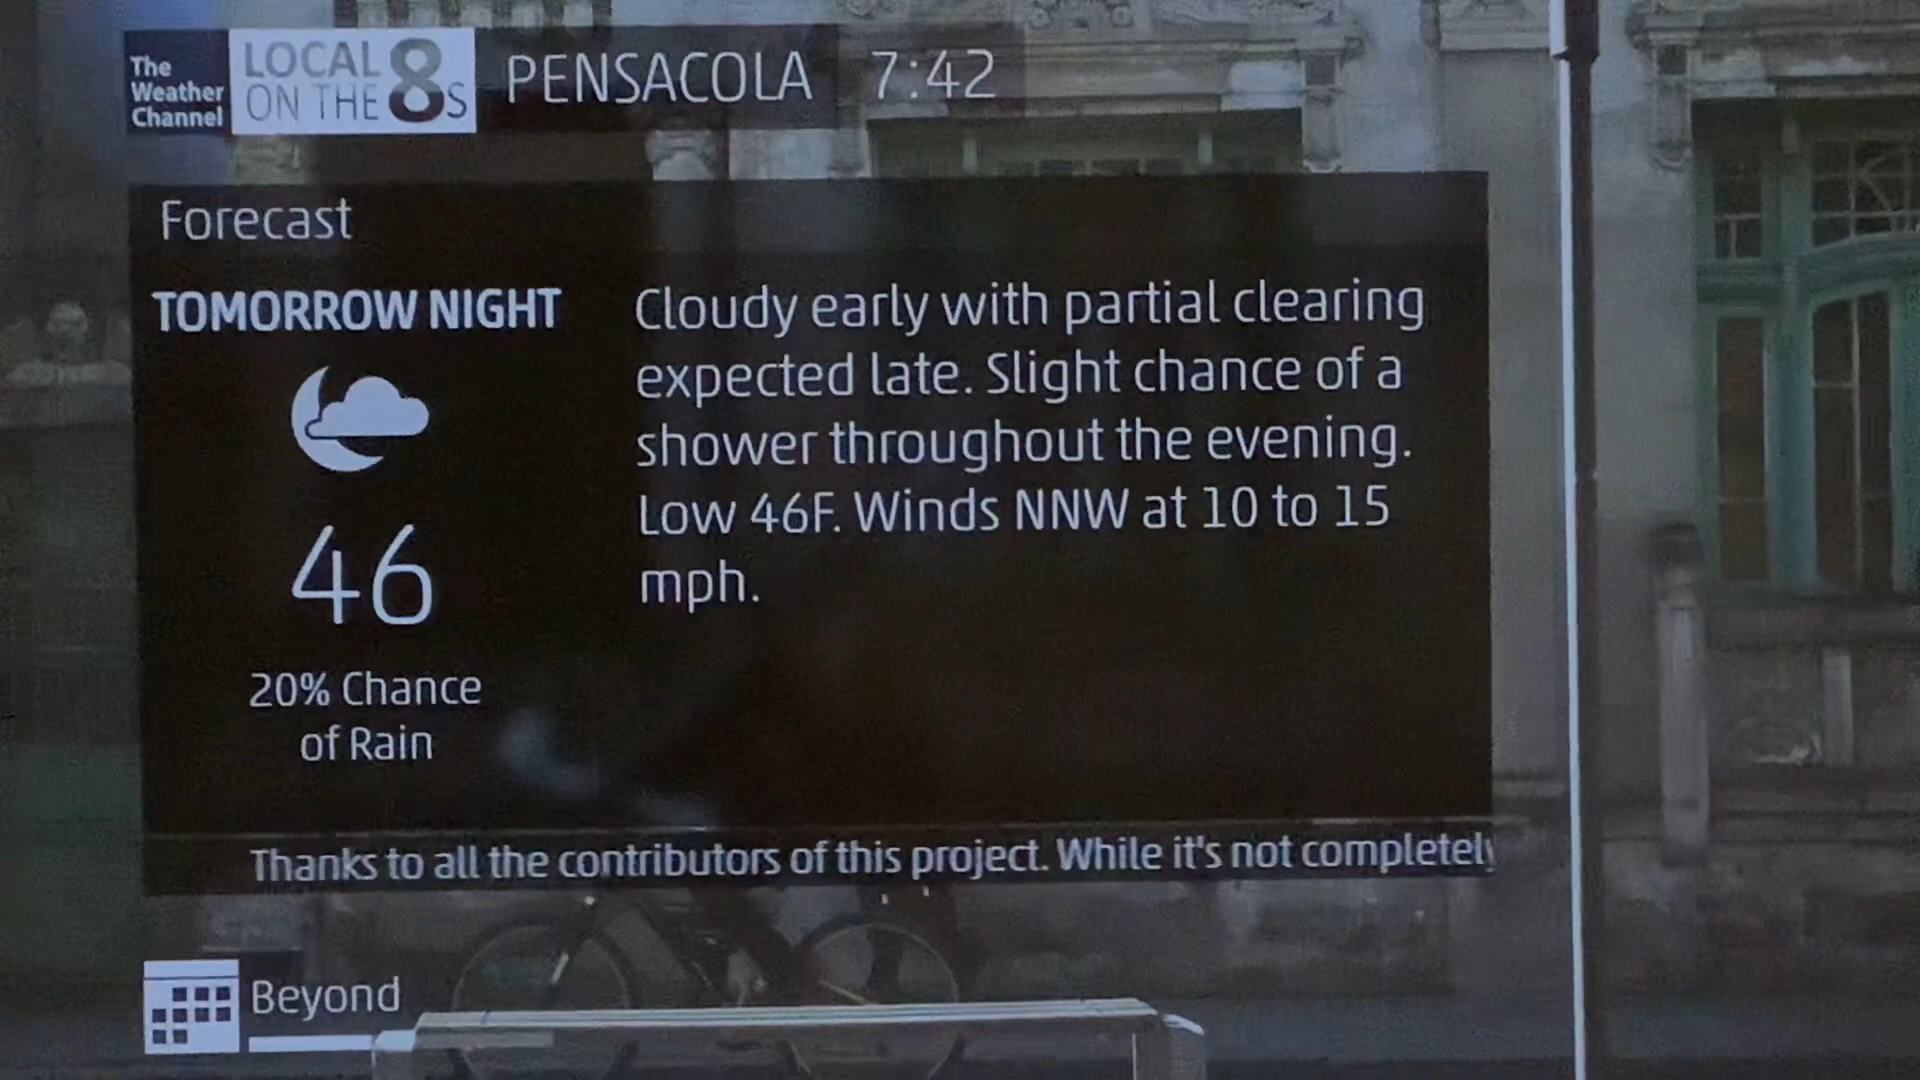 The
Weather
Channel
LOCAL
ON THE 8s
PENSACOLA 7:42
Forecast
TOMORROW NIGHT
46
20% Chance
of Rain
Cloudy early with partial clearing
expected late. Slight chance of a
shower throughout the evening.
Low 46F. Winds NNW at 10 to 15
mph.
Thanks to all the contributors of this project. While it's not completely
Beyond